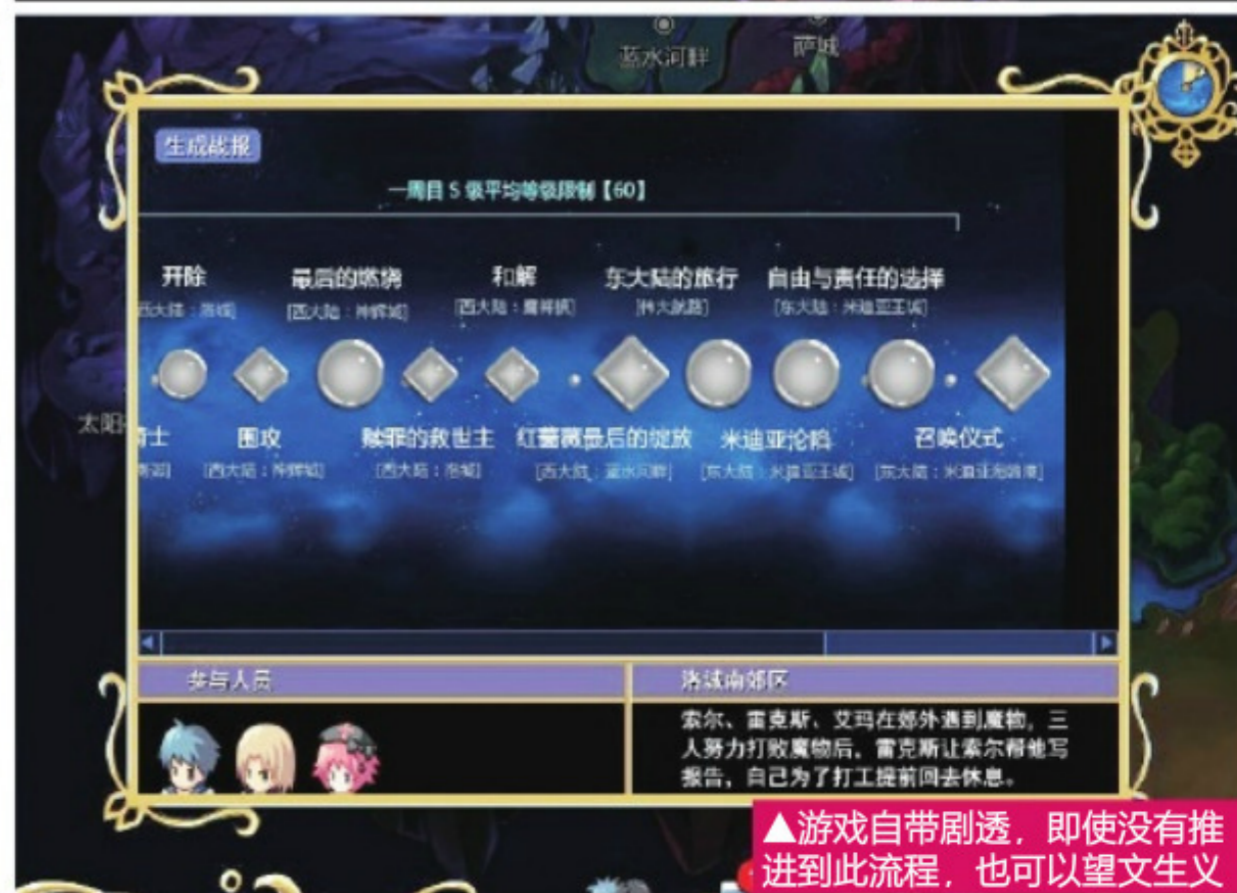 蓝水河畔
萨城
生成战报
一周目 S 级平均等级限制【60】
开除
最后的燃烧
和解
东大陆的旅行
自由与责任的选择
西大陆：洛城]
[西大陆：神辉城]
[西大陆：魔神镇]
[伟大航路]
[东大陆：米迪亚王城]
太阳
骑士
围攻
赎罪的救世主
红蔷薇最后的绽放
米迪亚沦陷
召唤仪式
[西大陆：神辉城]
[西大陆：洛城]
[西大陆：蓝水河畔]
[东大陆：米迪亚王城]
参与人员
洛城南郊区
索尔、雷克斯、艾玛在郊外遇到魔物，三
人努力打败魔物后，雷克斯让索尔帮他写
报告，自己为了打工提前回去休息。
▲游戏自带剧透，即使没有推
进到此流程，也可以望文生义